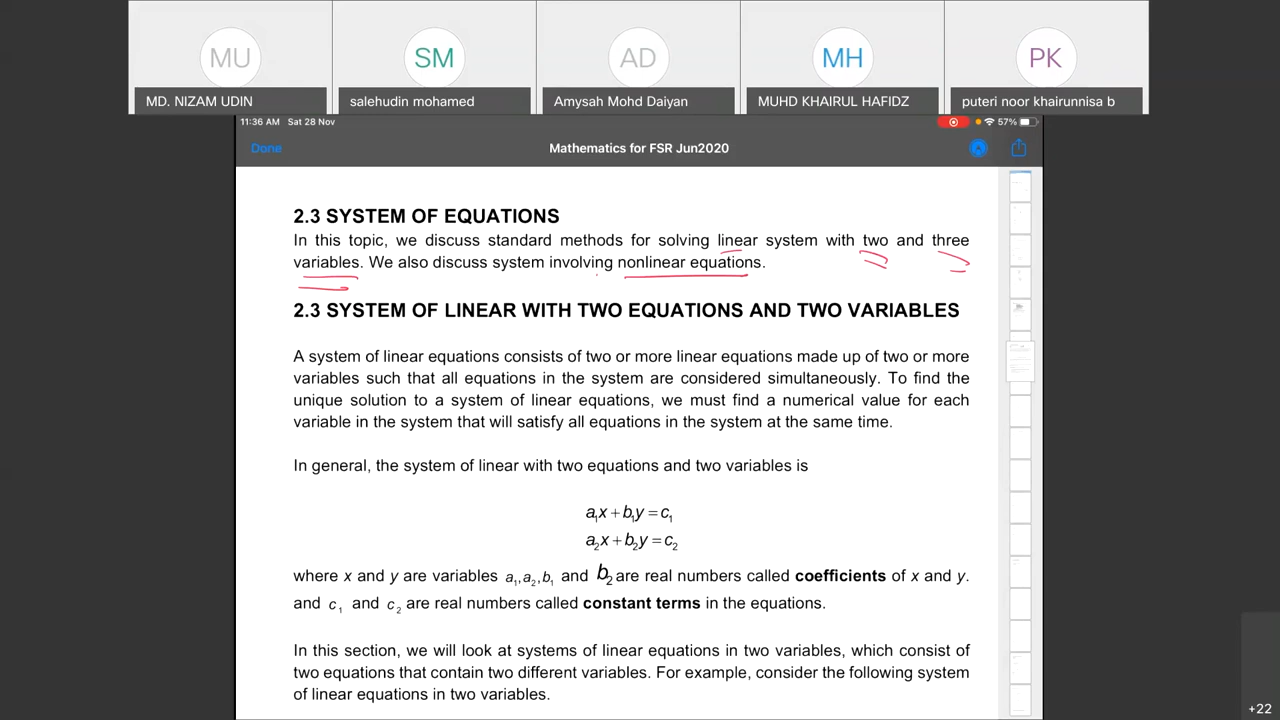 MU SM AD MH PK
MD. NIZAM UDIN salehudin mohamed Amysah Mohd Daiyan MUHD KHAIRUL HAFIDZ puteri noor khairunnisa b
11:36 AM Sat 28 Nov 57%
Done Mathematics for FSR Jun2020
2.3 SYSTEM OF EQUATIONS
In this topic, we discuss standard methods for solving linear system with two and three
variables. We also discuss system involving nonlinear equations.
2.3 SYSTEM OF LINEAR WITH TWO EQUATIONS AND TWO VARIABLES
A system of linear equations consists of two or more linear equations made up of two or more
variables such that all equations in the system are considered simultaneously. To find the
unique solution to a system of linear equations, we must find a numerical value for each
variable in the system that will satisfy all equations in the system at the same time.
In general, the system of linear with two equations and two variables is
a₁x + b₁y = c₁
a₂x + b₂y = c₂
where x and y are variables a₁,a₂,b₁ and b₂ are real numbers called coefficients of x and y.
and c₁ and c₂ are real numbers called constant terms in the equations.
In this section, we will look at systems of linear equations in two variables, which consist of
two equations that contain two different variables. For example, consider the following system
of linear equations in two variables.
+22